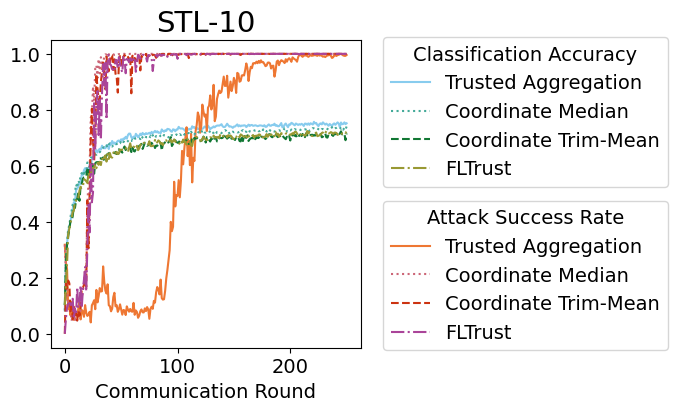 STL-10
1.0
0.8
0.6
0.4
0.2
0.0
0
100
200
Communication Round
Classification Accuracy
Trusted Aggregation
Coordinate Median
Coordinate Trim-Mean
FLTrust
Attack Success Rate
Trusted Aggregation
Coordinate Median
Coordinate Trim-Mean
FLTrust